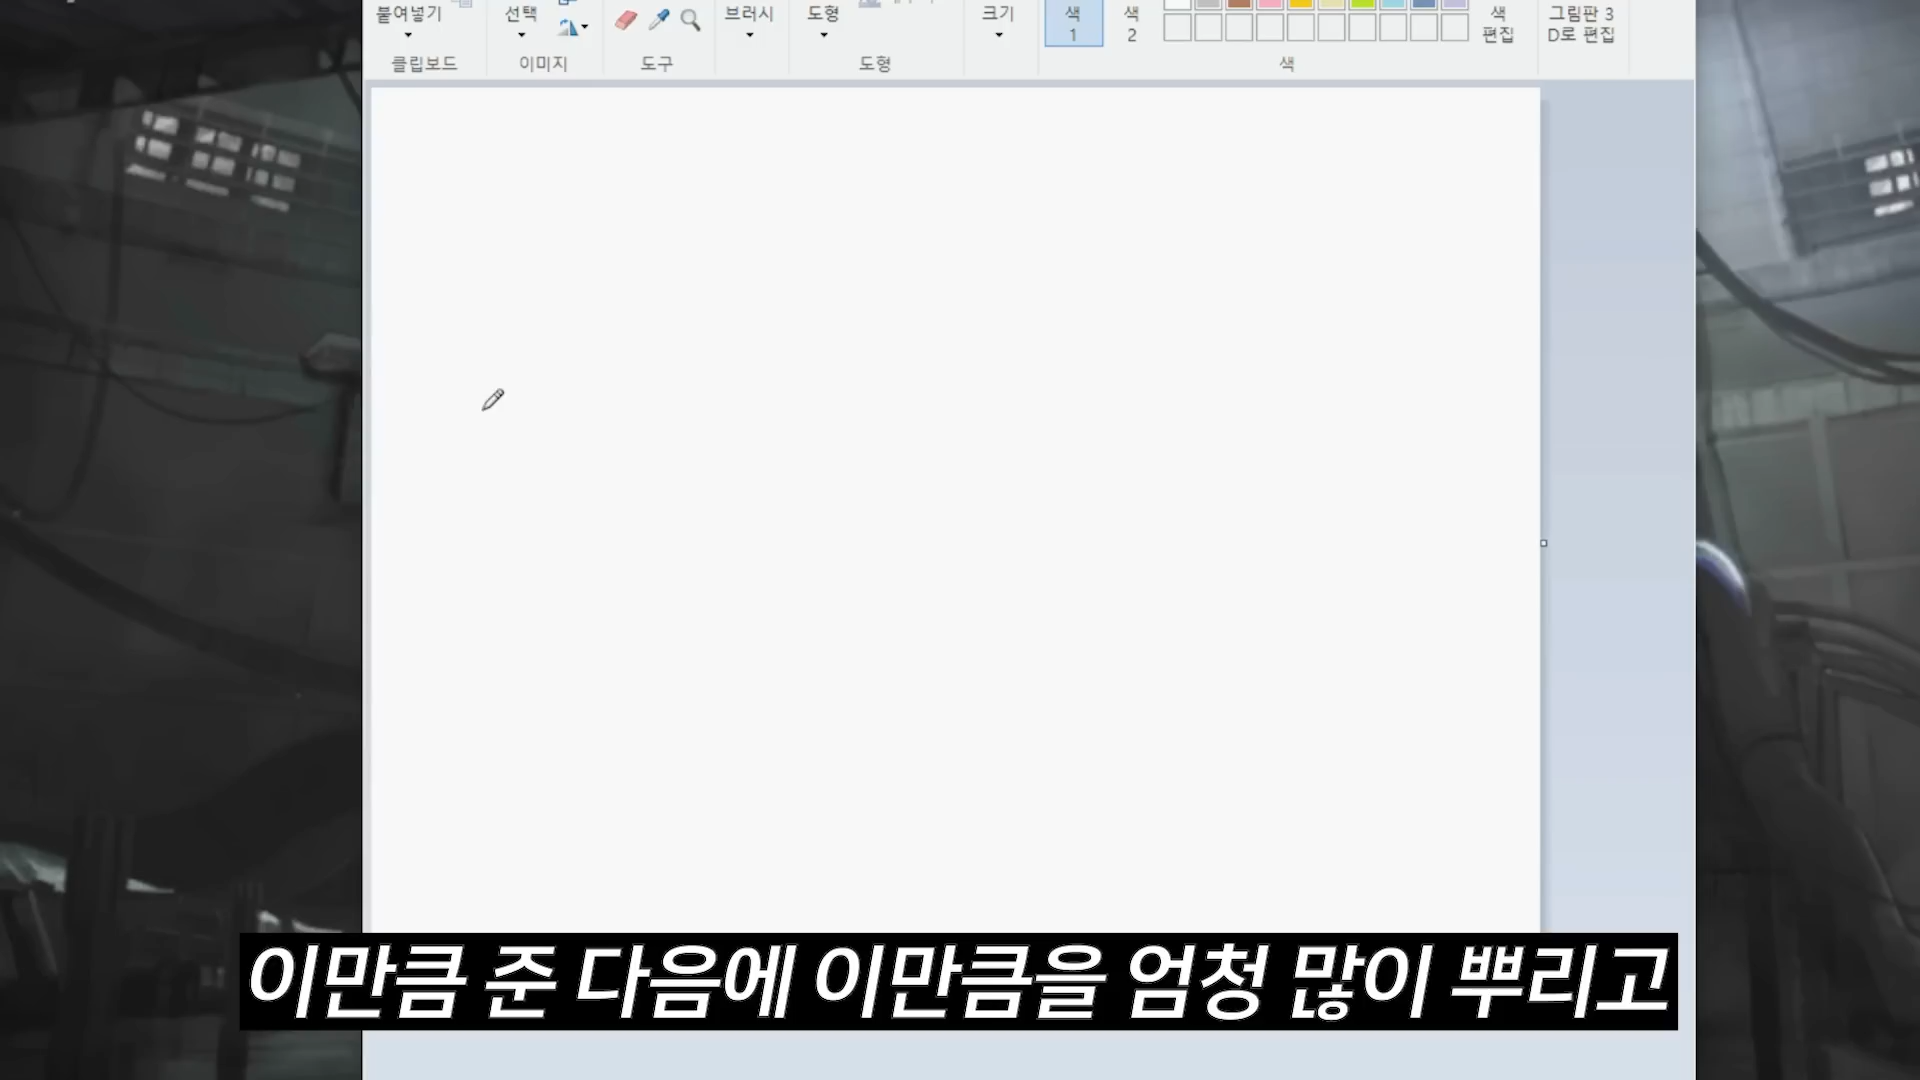 붙여넣기 선택 브러시 도형 크기 색 1 색 2 색 편집 그림판 3 D로 편집
클립보드 이미지 도구 도형 색
이만큼 준 다음에 이만큼을 엄청 많이 뿌리고